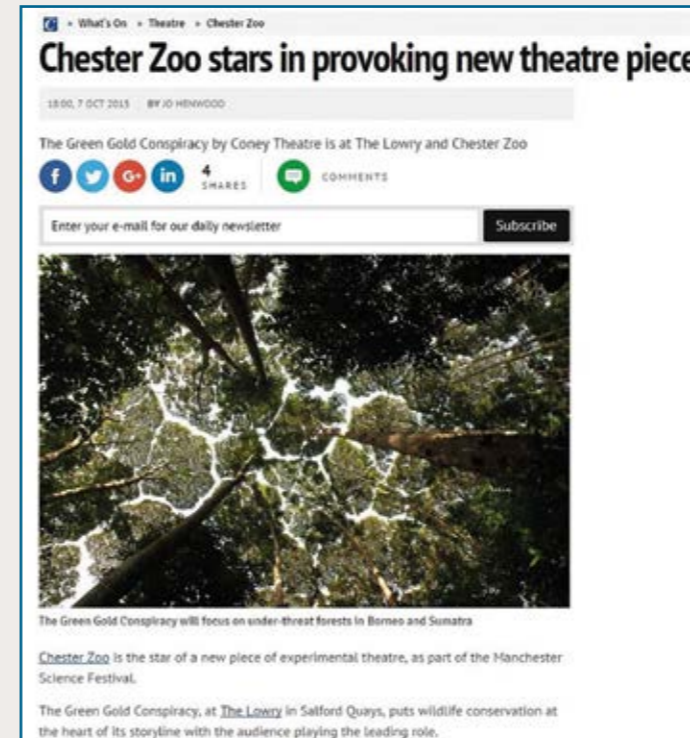 » What's On » Theatre » Chester Zoo
Chester Zoo stars in provoking new theatre piece
18:00, 7 OCT 2015 BY JO HENWOOD
The Green Gold Conspiracy by Coney Theatre is at The Lowry and Chester Zoo
f G+ in 4 SHARES COMMENTS
Enter your e-mail for our daily newsletter Subscribe
The Green Gold Conspiracy will focus on under-threat forests in Borneo and Sumatra
Chester Zoo is the star of a new piece of experimental theatre, as part of the Manchester
Science Festival.
The Green Gold Conspiracy, at The Lowry in Salford Quays, puts wildlife conservation at
the heart of its storyline with the audience playing the leading role.